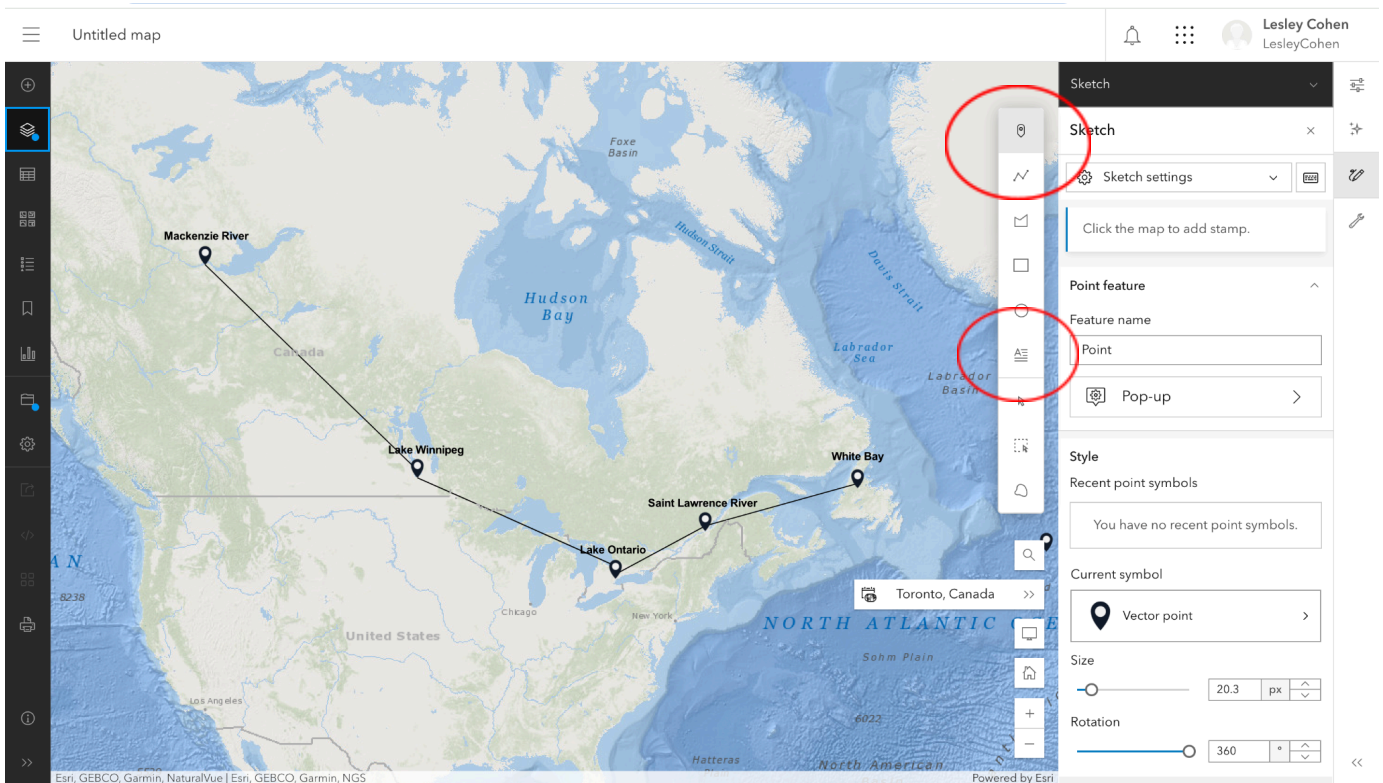 Untitled map
Lesley Cohen
LesleyCohen
Sketch
Sketch
Sketch settings
Click the map to add stamp.
Point feature
Feature name
Point
Pop-up
Style
Recent point symbols
You have no recent point symbols.
Current symbol
Vector point
Size
20.3 px
Rotation
360 °
Foxe
Basin
Hudson Strait
Davis Strait
Mackenzie River
Hudson
Bay
Canada
Labrador
Sea
Labrador
Basin
Lake Winnipeg
White Bay
Saint Lawrence River
Lake Ontario
Toronto, Canada
8238
Chicago
New York
NORTH ATLANTIC
United States
Sohm Plain
Los Angeles
6022
Hatteras
North American
Esri, GEBCO, Garmin, NaturalVue | Esri, GEBCO, Garmin, NGS
Powered by Esri